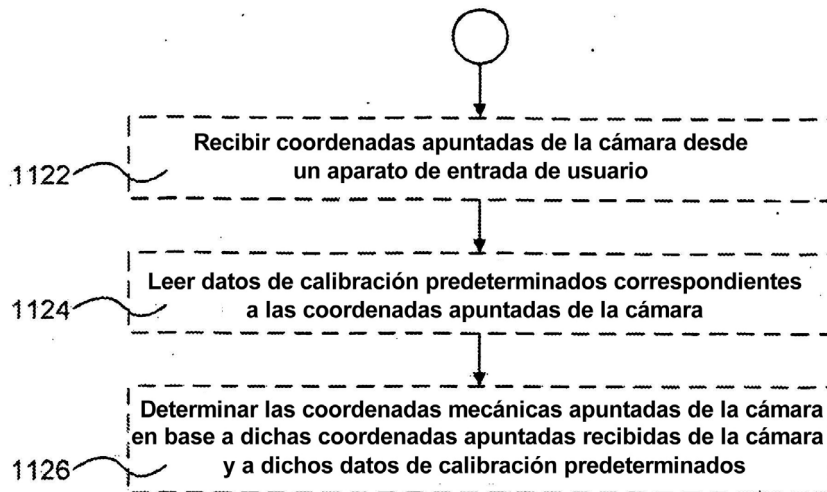 Recibir coordenadas apuntadas de la cámara desde
un aparato de entrada de usuario
1122
Leer datos de calibración predeterminados correspondientes
a las coordenadas apuntadas de la cámara
1124
Determinar las coordenadas mecánicas apuntadas de la cámara
en base a dichas coordenadas apuntadas recibidas de la cámara
y a dichos datos de calibración predeterminados
1126